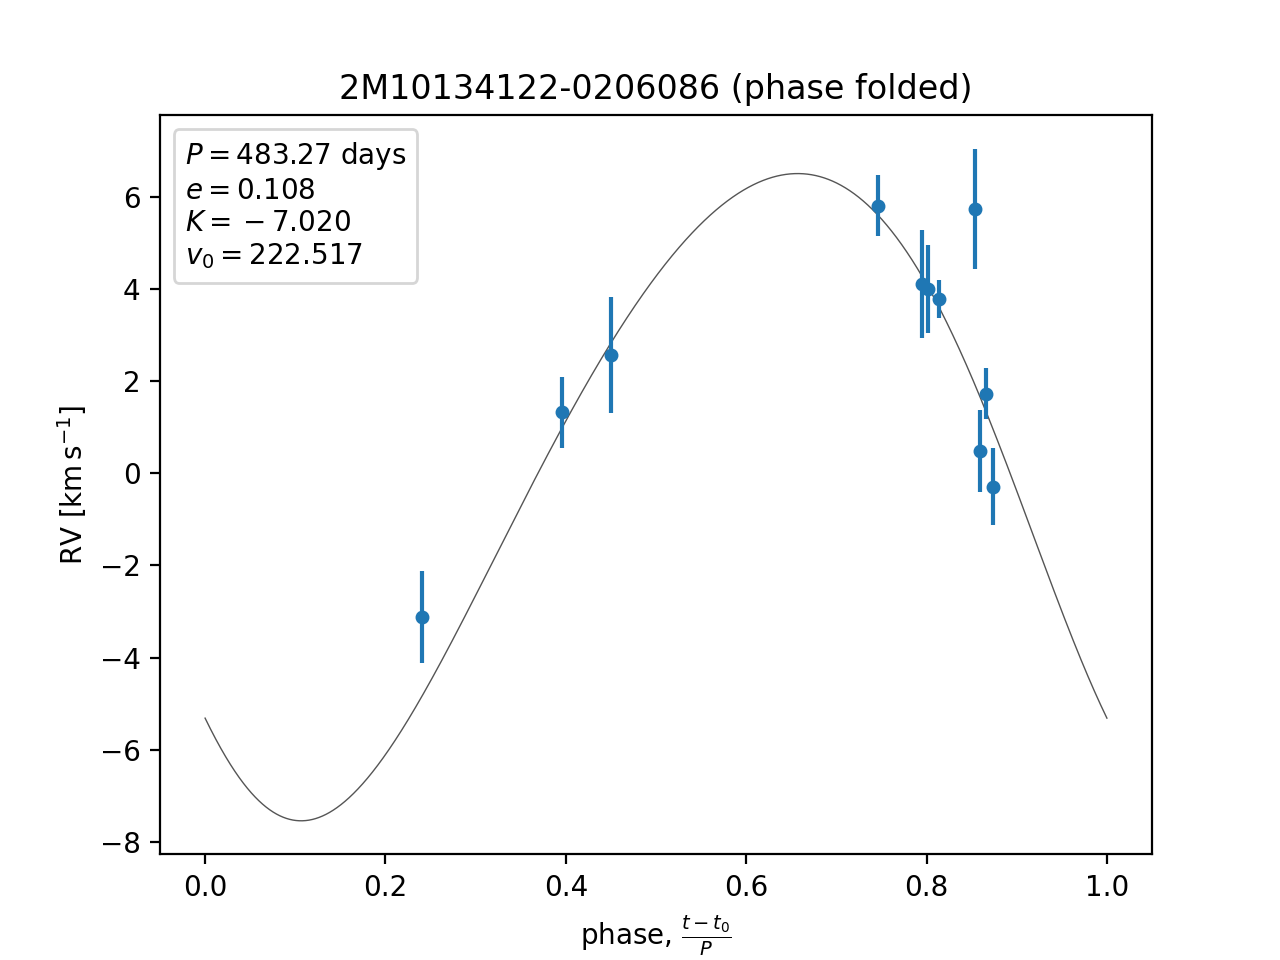 2M10134122-0206086 (phase folded)
P = 483.27 days
e = 0.108
K = −7.020
v₀ = 222.517
RV [km s⁻¹]
6
4
2
0
−2
−4
−6
−8
0.0 0.2 0.4 0.6 0.8 1.0
phase, (t − t₀)/P